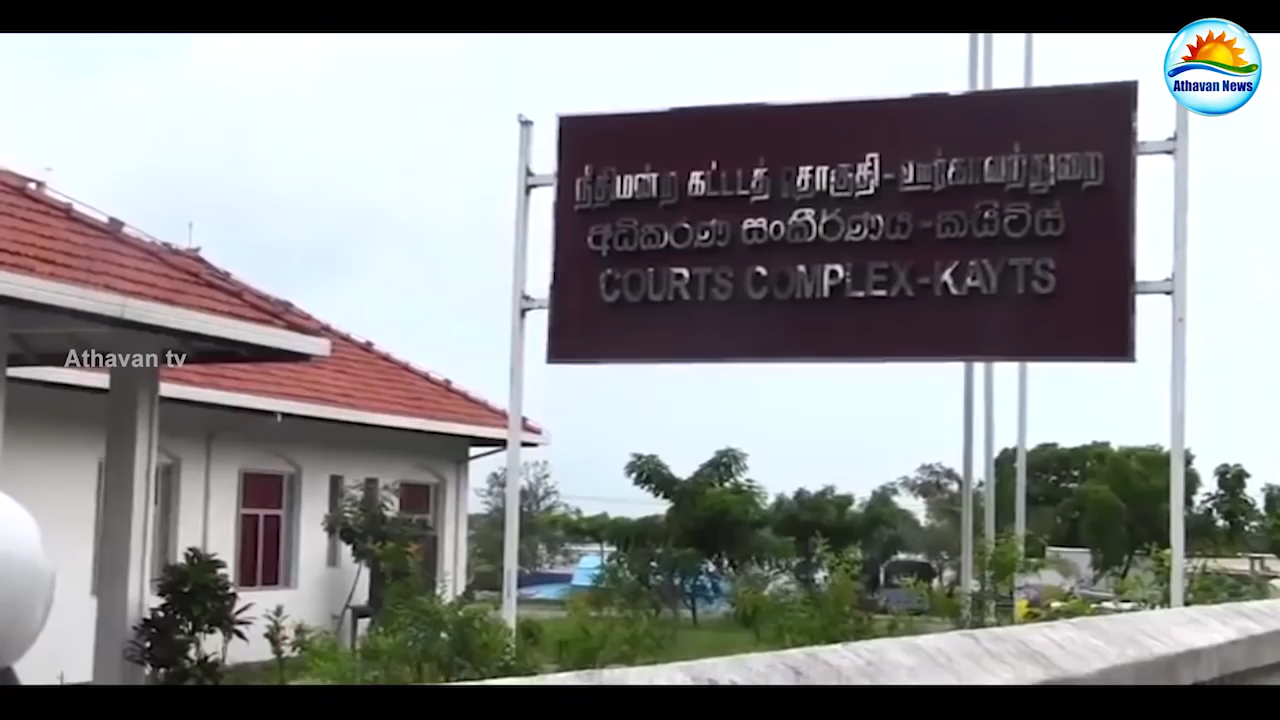 Athavan News
நீதிமன்ற கட்டடத் தொகுதி - ஊர்காவற்துறை
අධිකරණ සංකීර්ණය - කයිට්ස්
COURTS COMPLEX-KAYTS
Athavan tv